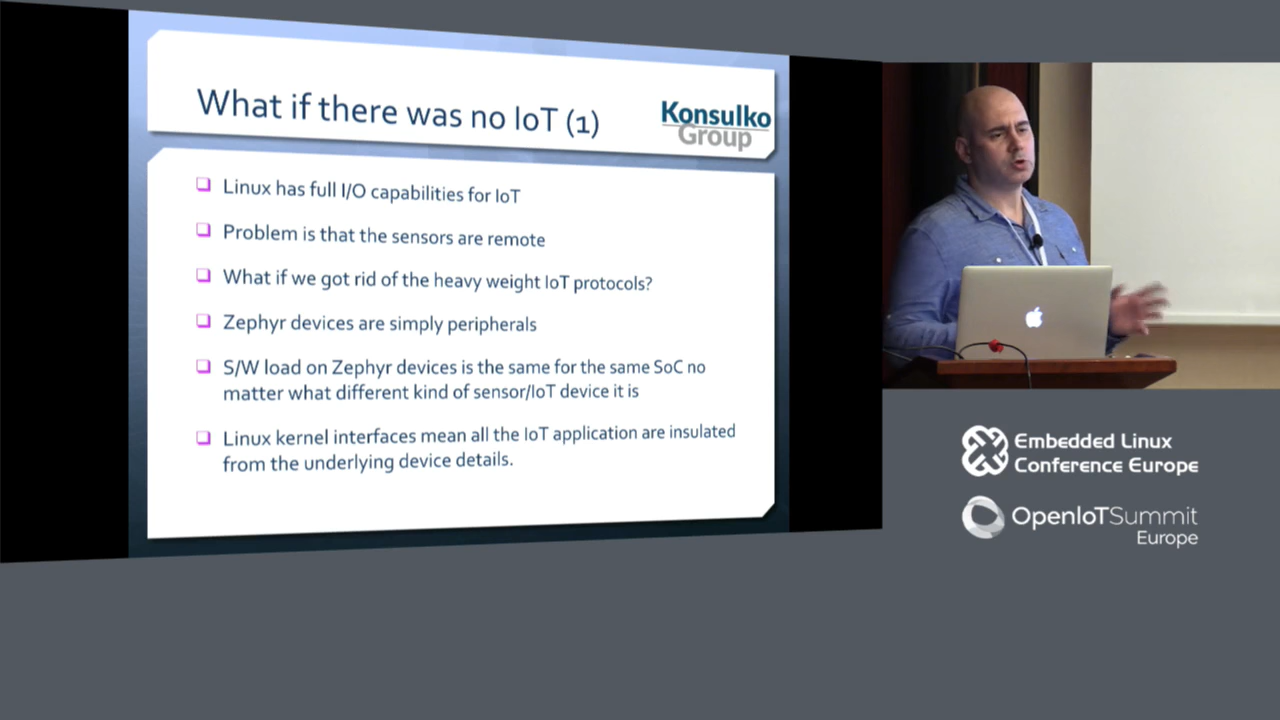 What if there was no IoT (1)
Konsulko
Group
Linux has full I/O capabilities for IoT
Problem is that the sensors are remote
What if we got rid of the heavy weight IoT protocols?
Zephyr devices are simply peripherals
S/W load on Zephyr devices is the same for the same SoC no
matter what different kind of sensor/IoT device it is
Linux kernel interfaces mean all the IoT application are insulated
from the underlying device details.
Embedded Linux
Conference Europe
OpenIoTSummit
Europe